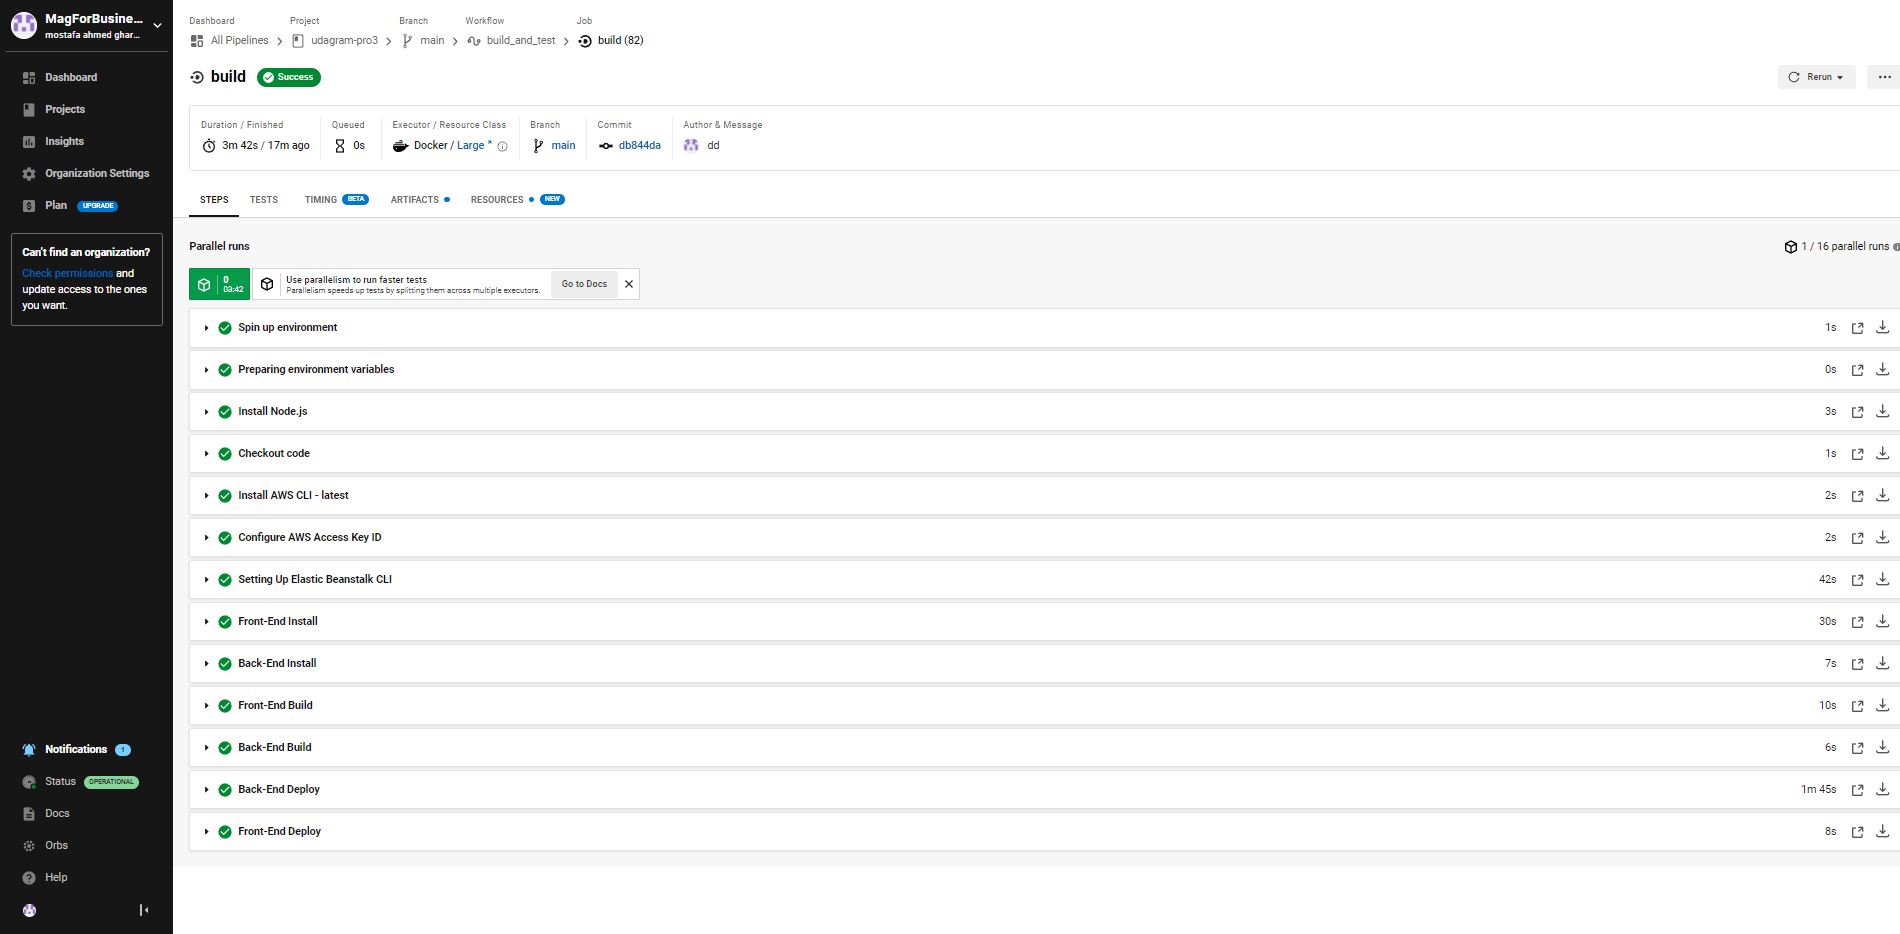 MagForBusine...
mostafa ahmed ghar...
Dashboard
Projects
Insights
Organization Settings
Plan UPGRADE
Can't find an organization?
Check permissions and
update access to the ones
you want.
Notifications 1
Status OPERATIONAL
Docs
Orbs
Help
Dashboard Project Branch Workflow Job
All Pipelines udagram-pro3 main build_and_test build (82)
build Success
Rerun
Duration / Finished Queued Executor / Resource Class Branch Commit Author & Message
3m 42s / 17m ago 0s Docker / Large * main db844da dd
STEPS TESTS TIMING BETA ARTIFACTS RESOURCES NEW
Parallel runs 1 / 16 parallel runs
0
03:42
Use parallelism to run faster tests
Parallelism speeds up tests by splitting them across multiple executors.
Go to Docs
Spin up environment 1s
Preparing environment variables 0s
Install Node.js 3s
Checkout code 1s
Install AWS CLI - latest 2s
Configure AWS Access Key ID 2s
Setting Up Elastic Beanstalk CLI 42s
Front-End Install 30s
Back-End Install 7s
Front-End Build 10s
Back-End Build 6s
Back-End Deploy 1m 45s
Front-End Deploy 8s